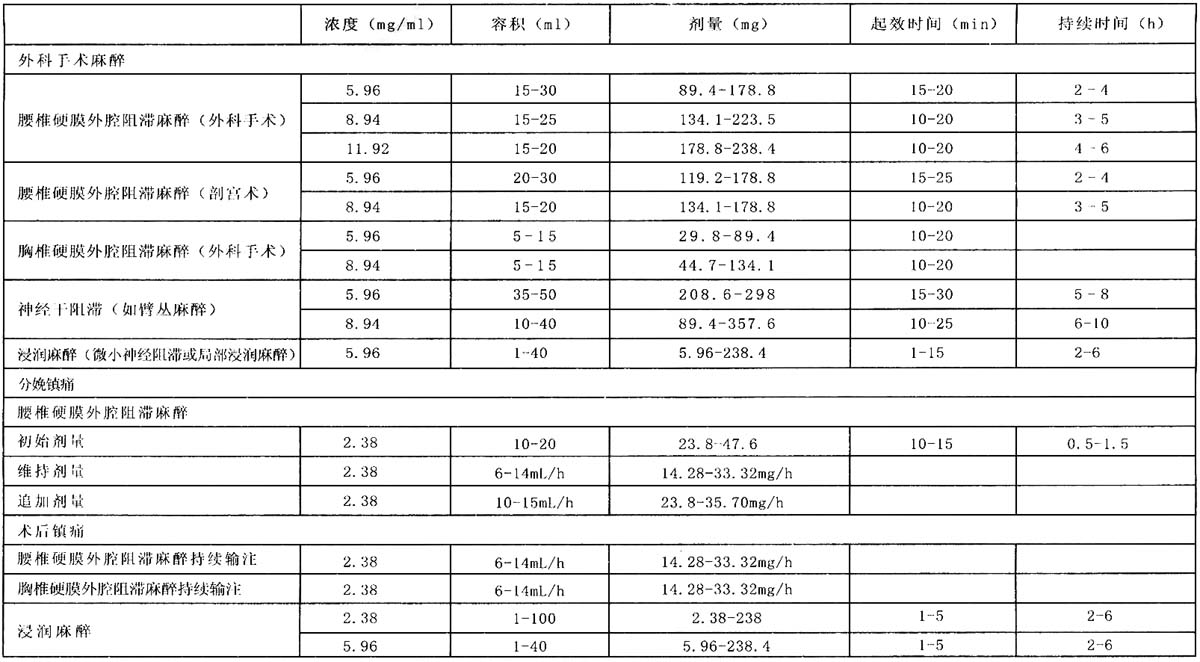 浓度（mg/ml） 容积（ml） 剂量（mg） 起效时间（min） 持续时间（h）
外科手术麻醉
腰椎硬膜外腔阻滞麻醉（外科手术） 5.96 15-30 89.4-178.8 15-20 2-4
8.94 15-25 134.1-223.5 10-20 3-5
11.92 15-20 178.8-238.4 10-20 4-6
腰椎硬膜外腔阻滞麻醉（剖宫术） 5.96 20-30 119.2-178.8 15-25 2-4
8.94 15-20 134.1-178.8 10-20 3-5
胸椎硬膜外腔阻滞麻醉（外科手术） 5.96 5-15 29.8-89.4 10-20
8.94 5-15 44.7-134.1 10-20
神经干阻滞（如臂丛麻醉） 5.96 35-50 208.6-298 15-30 5-8
8.94 10-40 89.4-357.6 10-25 6-10
浸润麻醉（微小神经阻滞或局部浸润麻醉） 5.96 1-40 5.96-238.4 1-15 2-6
分娩镇痛
腰椎硬膜外腔阻滞麻醉
初始剂量 2.38 10-20 23.8-47.6 10-15 0.5-1.5
维持剂量 2.38 6-14mL/h 14.28-33.32mg/h
追加剂量 2.38 10-15mL/h 23.8-35.70mg/h
术后镇痛
腰椎硬膜外腔阻滞麻醉持续输注 2.38 6-14mL/h 14.28-33.32mg/h
胸椎硬膜外腔阻滞麻醉持续输注 2.38 6-14mL/h 14.28-33.32mg/h
浸润麻醉 2.38 1-100 2.38-238 1-5 2-6
5.96 1-40 5.96-238.4 1-5 2-6